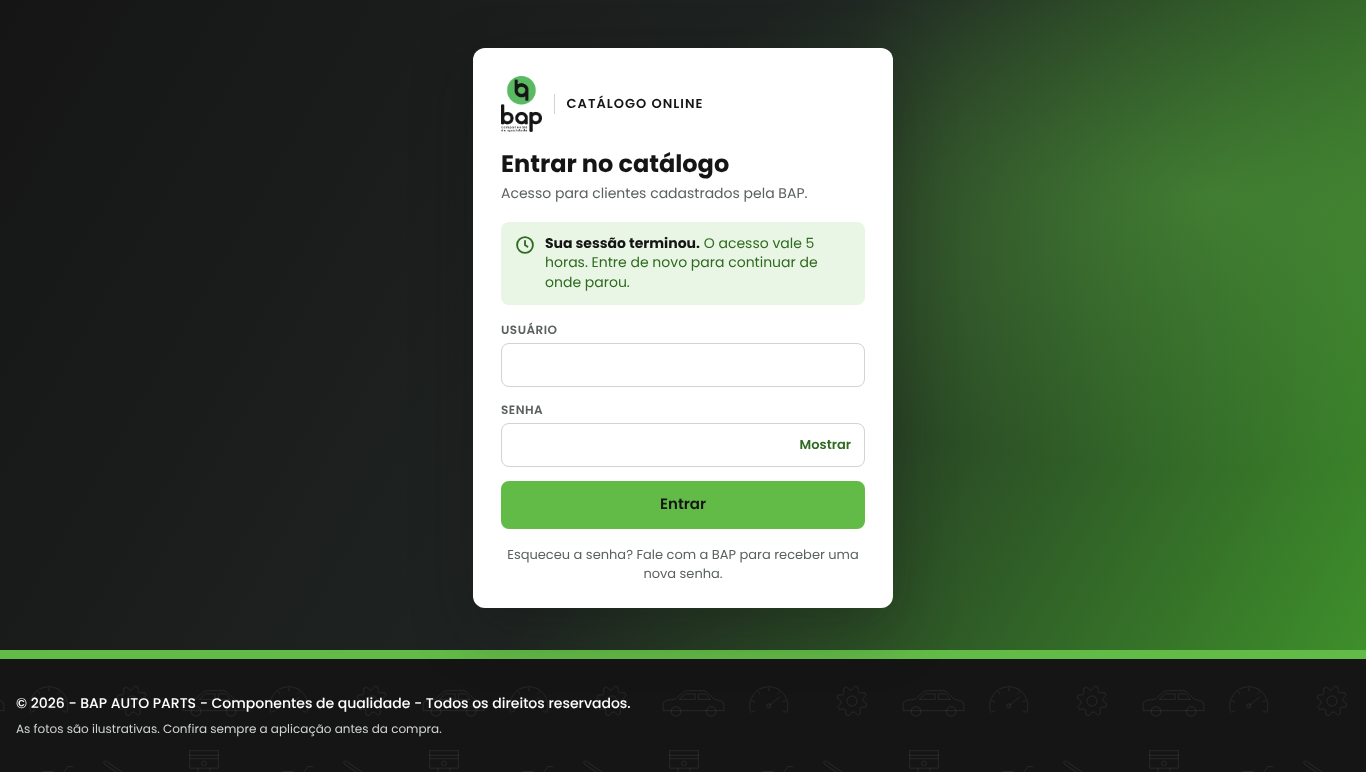 bap
componentes
de qualidade
CATÁLOGO ONLINE
Entrar no catálogo
Acesso para clientes cadastrados pela BAP.
Sua sessão terminou. O acesso vale 5
horas. Entre de novo para continuar de
onde parou.
USUÁRIO
SENHA
Mostrar
Entrar
Esqueceu a senha? Fale com a BAP para receber uma
nova senha.
© 2026 - BAP AUTO PARTS - Componentes de qualidade - Todos os direitos reservados.
As fotos são ilustrativas. Confira sempre a aplicação antes da compra.